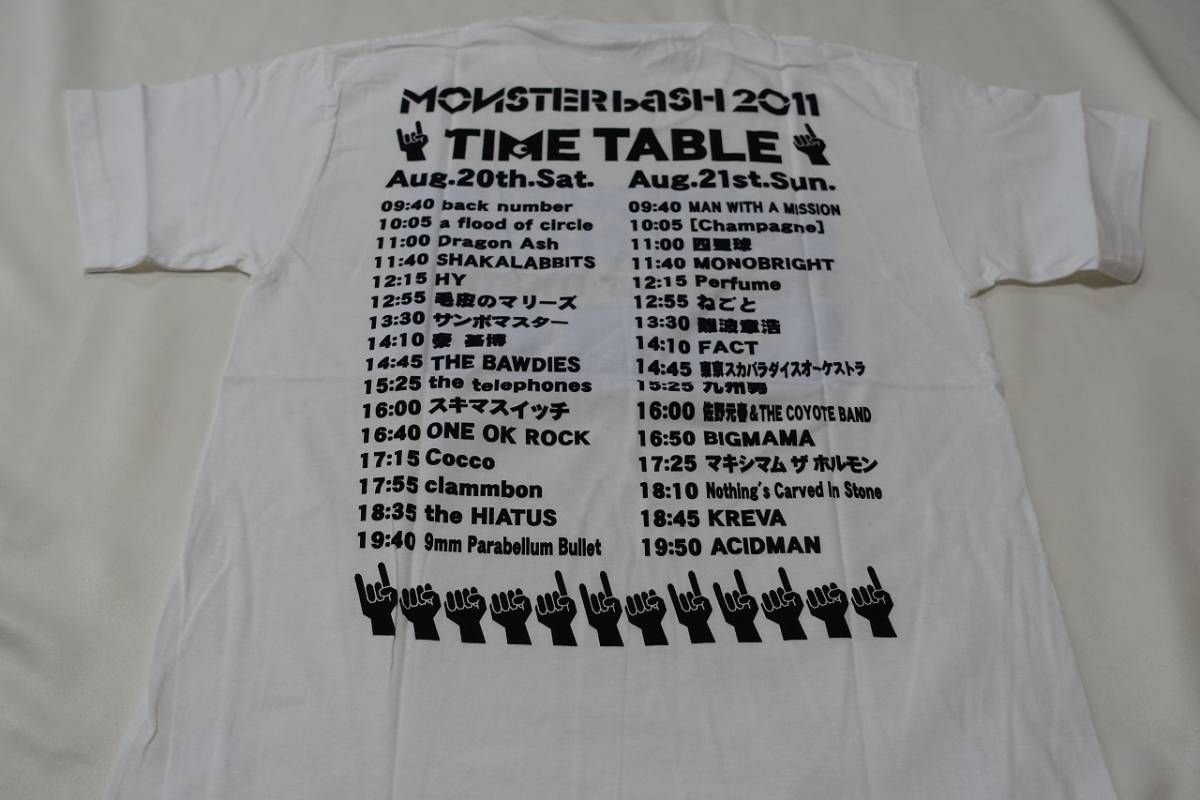 MONSTER baSH 2011
TIME TABLE
Aug.20th.Sat.
09:40 back number
10:05 a flood of circle
11:00 Dragon Ash
11:40 SHAKALABBITS
12:15 HY
12:55 毛皮のマリーズ
13:30 サンボマスター
14:10 秦 基博
14:45 THE BAWDIES
15:25 the telephones
16:00 スキマスイッチ
16:40 ONE OK ROCK
17:15 Cocco
17:55 clammbon
18:35 the HIATUS
19:40 9mm Parabellum Bullet
Aug.21st.Sun.
09:40 MAN WITH A MISSION
10:05 [Champagne]
11:00 四星球
11:40 MONOBRIGHT
12:15 Perfume
12:55 ねごと
13:30 難波章浩
14:10 FACT
14:45 東京スカパラダイスオーケストラ
15:25 九州男
16:00 佐野元春&THE COYOTE BAND
16:50 BIGMAMA
17:25 マキシマム ザ ホルモン
18:10 Nothing's Carved In Stone
18:45 KREVA
19:50 ACIDMAN